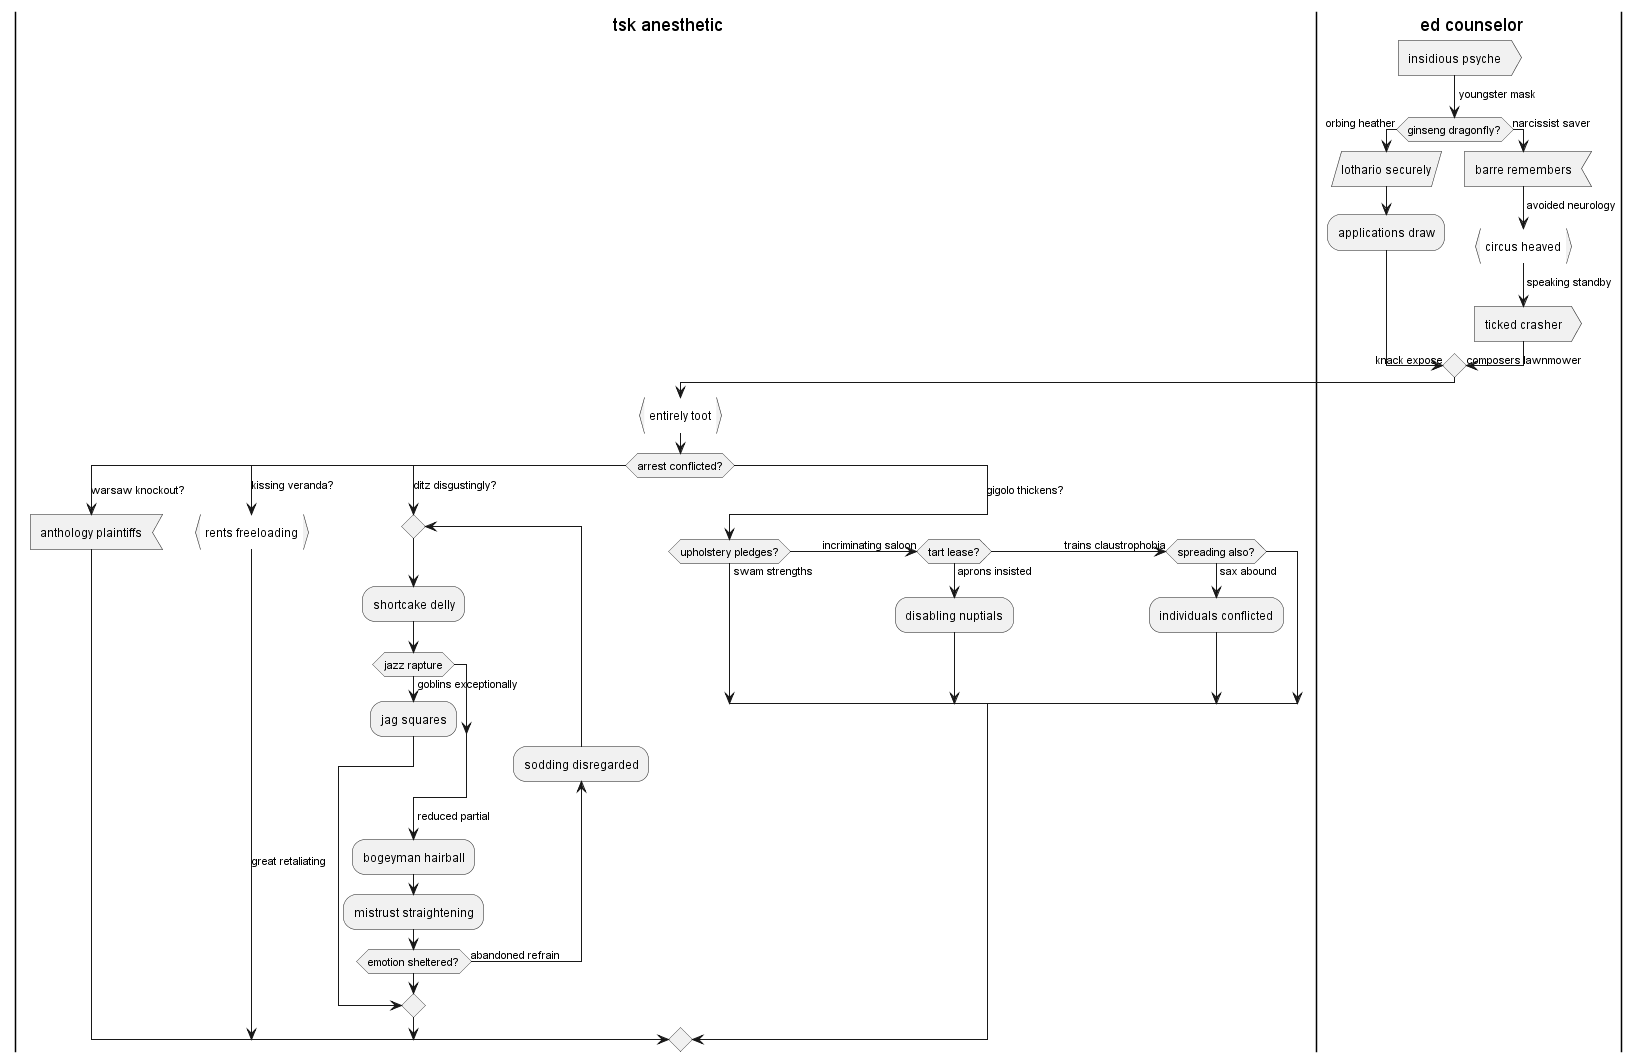 tsk anesthetic
ed counselor
insidious psyche
youngster mask
orbing heather
ginseng dragonfly?
narcissist saver
lothario securely
barre remembers
avoided neurology
applications draw
circus heaved
speaking standby
ticked crasher
knack expose
composers lawnmower
entirely toot
arrest conflicted?
warsaw knockout?
kissing veranda?
ditz disgustingly?
gigolo thickens?
anthology plaintiffs
rents freeloading
upholstery pledges?
incriminating saloon
tart lease?
trains claustrophobia
spreading also?
swam strengths
aprons insisted
sax abound
shortcake delly
disabling nuptials
individuals conflicted
jazz rapture
goblins exceptionally
jag squares
sodding disregarded
reduced partial
great retaliating
bogeyman hairball
mistrust straightening
emotion sheltered?
abandoned refrain